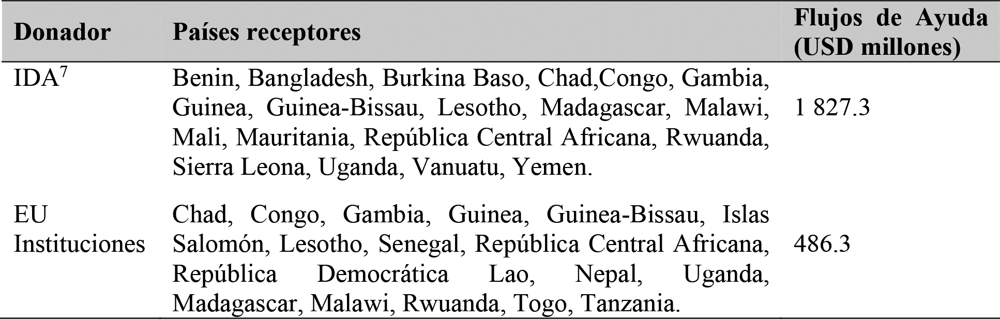 Donador
Países receptores
Flujos de Ayuda
(USD millones)
IDA7
Benin, Bangladesh, Burkina Baso, Chad,Congo, Gambia,
Guinea, Guinea-Bissau, Lesotho, Madagascar, Malawi,
Mali, Mauritania, República Central Africana, Rwuanda,
Sierra Leona, Uganda, Vanuatu, Yemen.
1 827.3
EU
Instituciones
Chad, Congo, Gambia, Guinea, Guinea-Bissau, Islas
Salomón, Lesotho, Senegal, República Central Africana,
República Democrática Lao, Nepal, Uganda,
Madagascar, Malawi, Rwuanda, Togo, Tanzania.
486.3